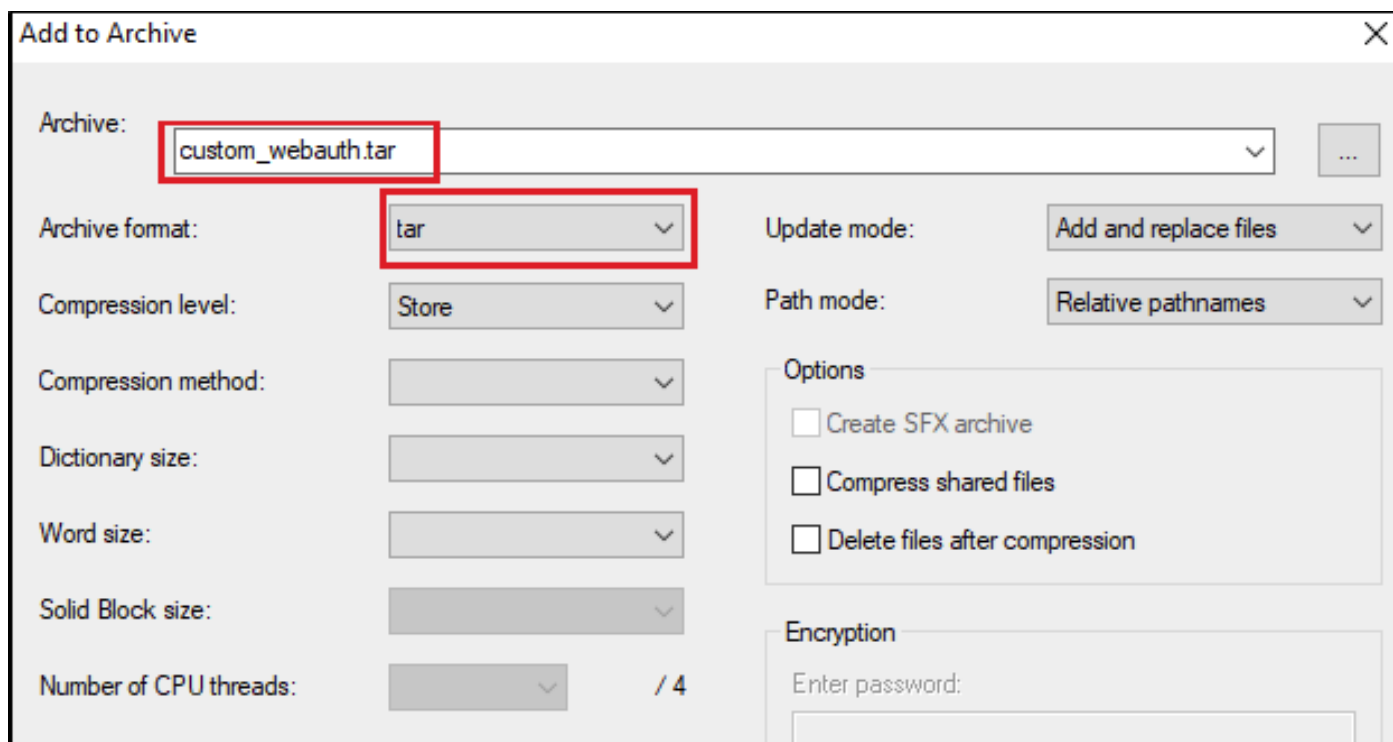 Add to Archive
Archive:
custom_webauth.tar
...
Archive format:
tar
Update mode:
Add and replace files
Compression level:
Store
Path mode:
Relative pathnames
Compression method:
Options
Create SFX archive
Dictionary size:
Compress shared files
Word size:
Delete files after compression
Solid Block size:
Encryption
Number of CPU threads:
/ 4
Enter password: